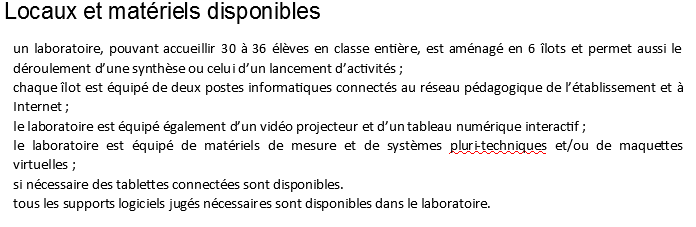 Locaux et matériels disponibles
un laboratoire, pouvant accueillir 30 à 36 élèves en classe entière, est aménagé en 6 îlots et permet aussi le
déroulement d'une synthèse ou celui d'un lancement d'activités ;
chaque îlot est équipé de deux postes informatiques connectés au réseau pédagogique de l'établissement et à
Internet ;
le laboratoire est équipé également d'un vidéo projecteur et d'un tableau numérique interactif ;
le laboratoire est équipé de matériels de mesure et de systèmes pluri-techniques et/ou de maquettes
virtuelles ;
si nécessaire des tablettes connectées sont disponibles.
tous les supports logiciels jugés nécessaires sont disponibles dans le laboratoire.